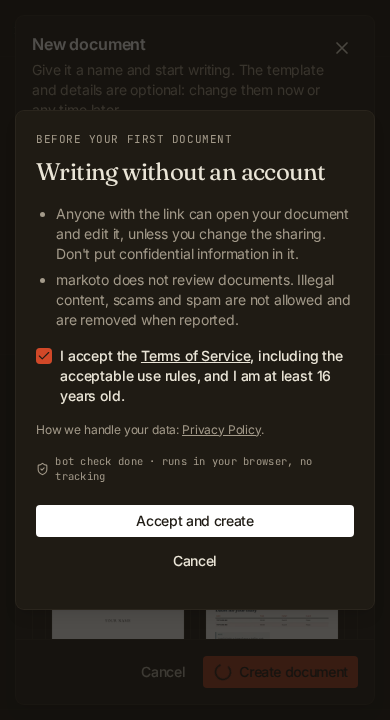 New document
Give it a name and start writing. The template
and details are optional: change them now or
any time later.
BEFORE YOUR FIRST DOCUMENT
Writing without an account
Anyone with the link can open your document
and edit it, unless you change the sharing.
Don't put confidential information in it.
markoto does not review documents. Illegal
content, scams and spam are not allowed and
are removed when reported.
I accept the Terms of Service, including the
acceptable use rules, and I am at least 16
years old.
How we handle your data: Privacy Policy.
bot check done · runs in your browser, no
tracking
Accept and create
Cancel
Cancel
Create document